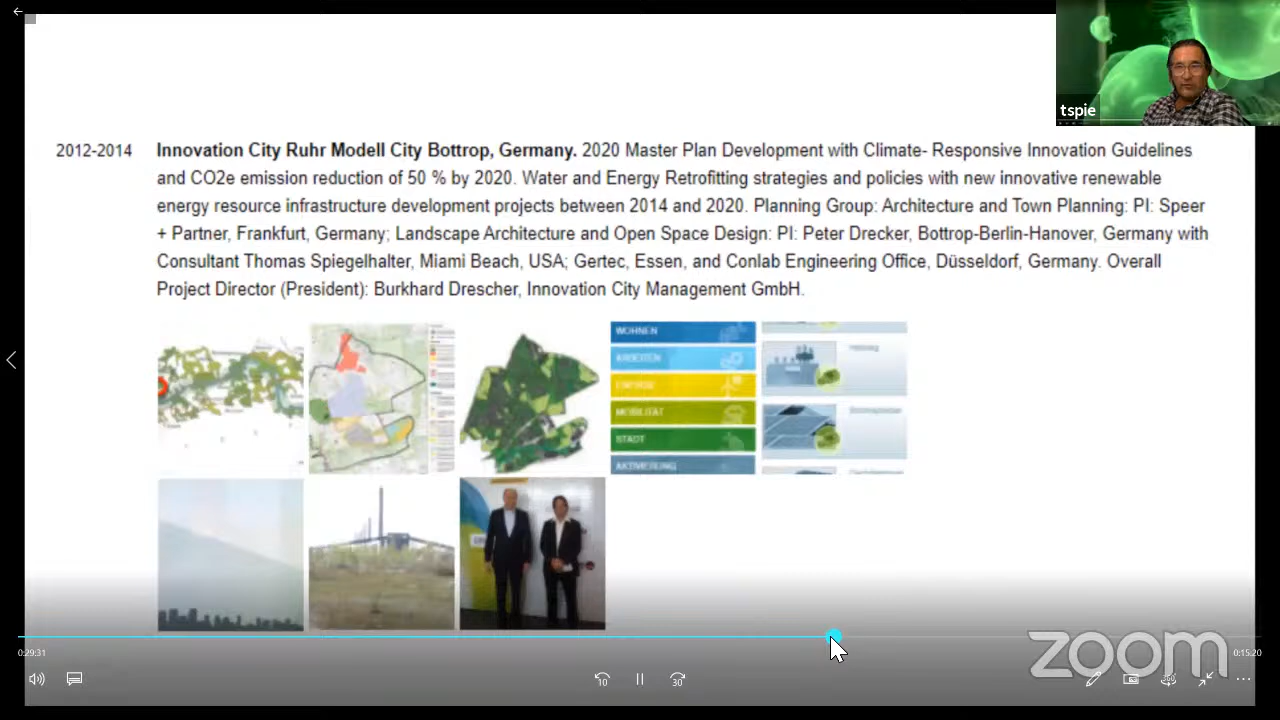 tspie
2012-2014 Innovation City Ruhr Modell City Bottrop, Germany. 2020 Master Plan Development with Climate- Responsive Innovation Guidelines
and CO2e emission reduction of 50 % by 2020. Water and Energy Retrofitting strategies and policies with new innovative renewable
energy resource infrastructure development projects between 2014 and 2020. Planning Group: Architecture and Town Planning: PI: Speer
+ Partner, Frankfurt, Germany; Landscape Architecture and Open Space Design: PI: Peter Drecker, Bottrop-Berlin-Hanover, Germany with
Consultant Thomas Spiegelhalter, Miami Beach, USA; Gertec, Essen, and Conlab Engineering Office, Düsseldorf, Germany. Overall
Project Director (President): Burkhard Drescher, Innovation City Management GmbH.
WOHNEN
ARBEITEN
ENERGIE
MOBILITÄT
STADT
AKTIVIERUNG
0:29:31
0:15:20
10
30
360
zoom